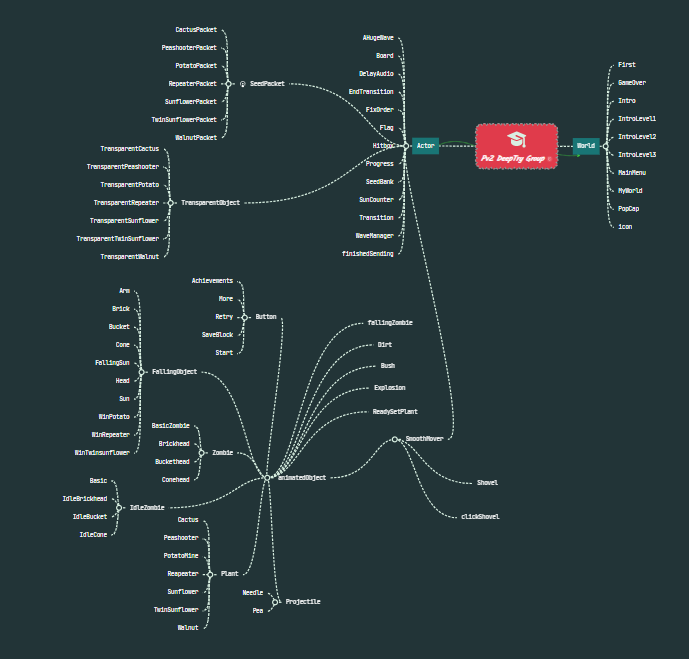 PvZ DeepTry Group
Actor
World
First
GameOver
Intro
IntroLevel1
IntroLevel2
IntroLevel3
MainMenu
MyWorld
PopCap
icon
AHugeWave
Board
DelayAudio
EndTransition
FixOrder
Flag
Hitbox
Progress
SeedBank
SunCounter
Transition
WaveManager
finishedSending
SeedPacket
CactusPacket
PeashooterPacket
PotatoPacket
RepeaterPacket
SunflowerPacket
TwinSunflowerPacket
WalnutPacket
TransparentObject
TransparentCactus
TransparentPeashooter
TransparentPotato
TransparentRepeater
TransparentSunflower
TransparentTwinSunflower
TransparentWalnut
SmoothMover
Shovel
clickShovel
animatedObject
fallingZombie
Dirt
Bush
Explosion
ReadySetPlant
Button
Achievements
More
Retry
SaveBlock
Start
FallingObject
Arm
Brick
Bucket
Cone
FallingSun
Head
Sun
WinPotato
WinRepeater
WinTwinsunflower
Zombie
BasicZombie
Brickhead
Buckethead
Conehead
IdleZombie
Basic
IdleBrickhead
IdleBucket
IdleCone
Plant
Cactus
Peashooter
PotatoMine
Reapeater
Sunflower
TwinSunflower
Walnut
Projectile
Needle
Pea